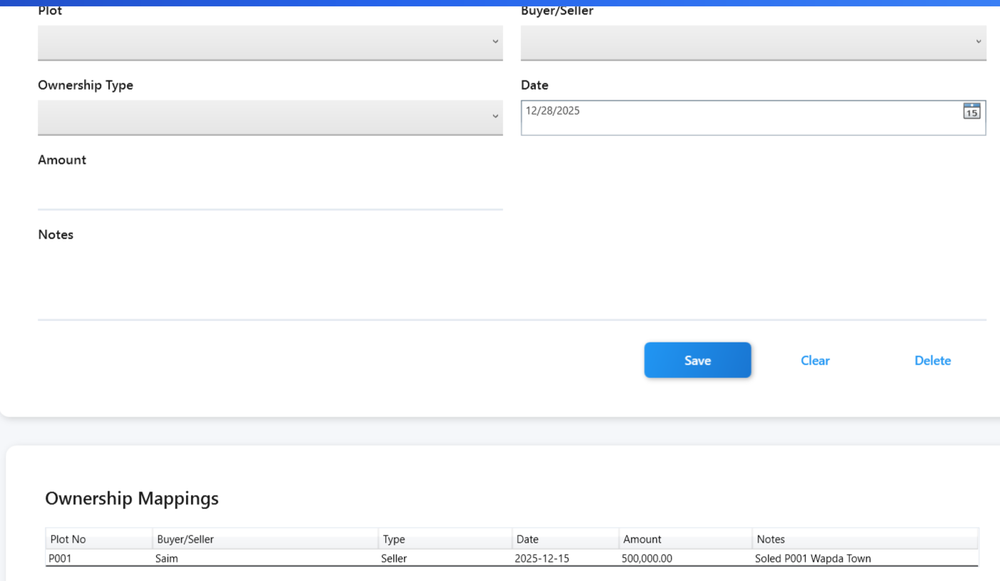 Plot Buyer/Seller
Ownership Type Date
12/28/2025
15
Amount
Notes
Save Clear Delete
Ownership Mappings
Plot No Buyer/Seller Type Date Amount Notes
P001 Saim Seller 2025-12-15 500,000.00 Soled P001 Wapda Town